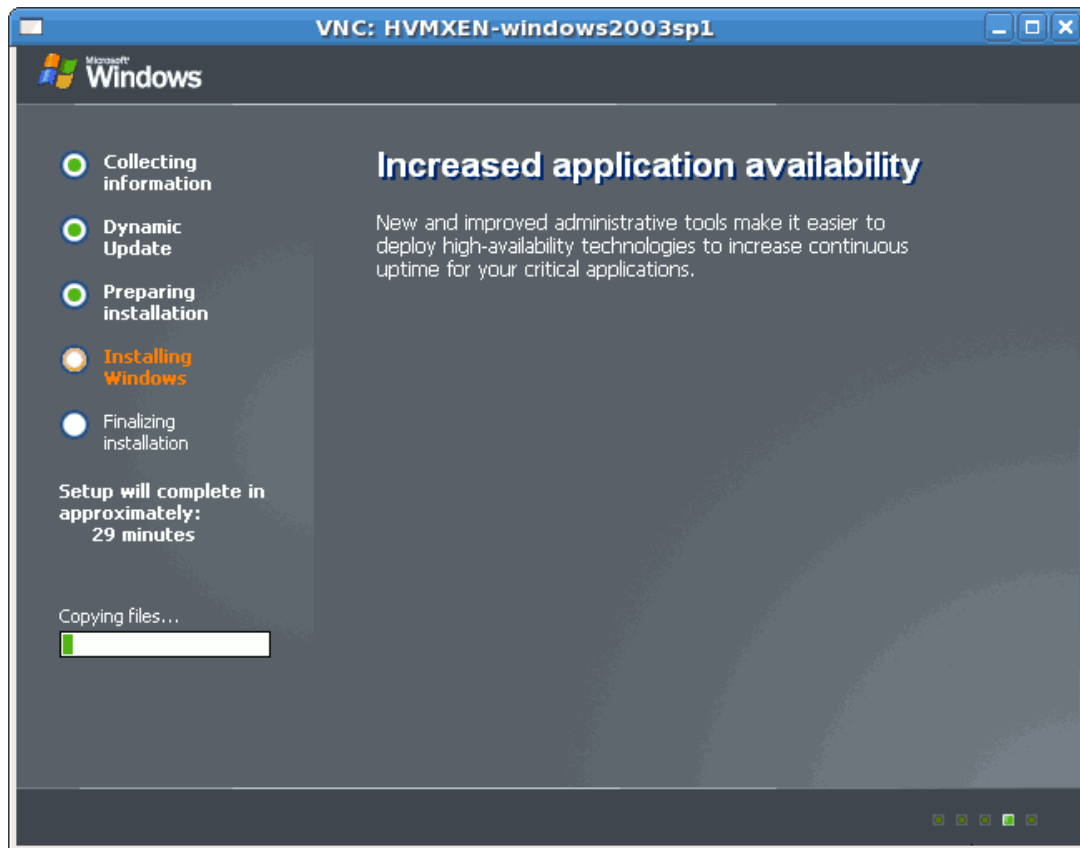 VNC: HVMXEN-windows2003sp1
Microsoft
Windows
Collecting
information
Dynamic
Update
Preparing
installation
Installing
Windows
Finalizing
installation
Setup will complete in
approximately:
29 minutes
Copying files...
Increased application availability
New and improved administrative tools make it easier to
deploy high-availability technologies to increase continuous
uptime for your critical applications.